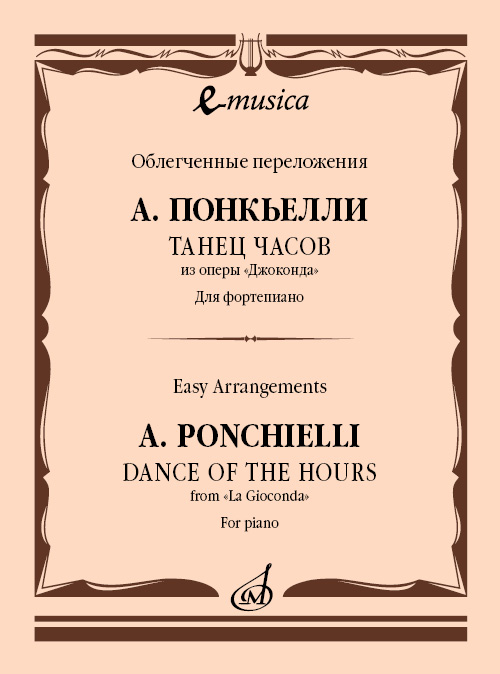 e-musica
Облегченные переложения
А. ПОНКЬЕЛЛИ
ТАНЕЦ ЧАСОВ
из оперы «Джоконда»
Для фортепиано
Easy Arrangements
A. PONCHIELLI
DANCE OF THE HOURS
from «La Gioconda»
For piano